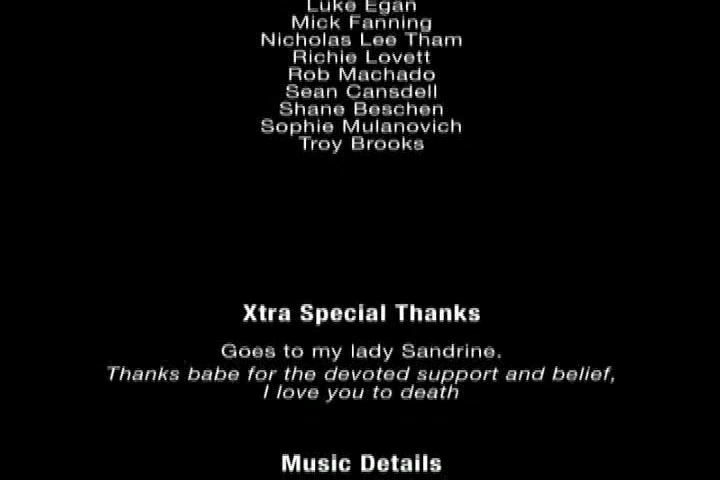 Luke Egan
Mick Fanning
Nicholas Lee Tham
Richie Lovett
Rob Machado
Sean Cansdell
Shane Beschen
Sophie Mulanovich
Troy Brooks
Xtra Special Thanks
Goes to my lady Sandrine.
Thanks babe for the devoted support and belief,
I love you to death
Music Details